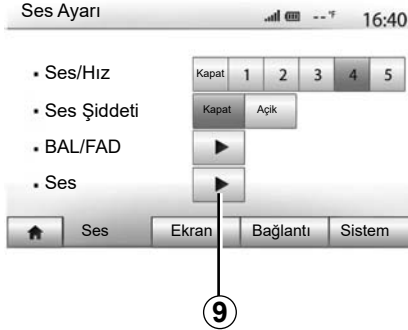 Ses Ayarı --°F 16:40
• Ses/Hız Kapat 1 2 3 4 5
• Ses Şiddeti Kapat Açik
• BAL/FAD
• Ses
Ses Ekran Bağlantı Sistem
9